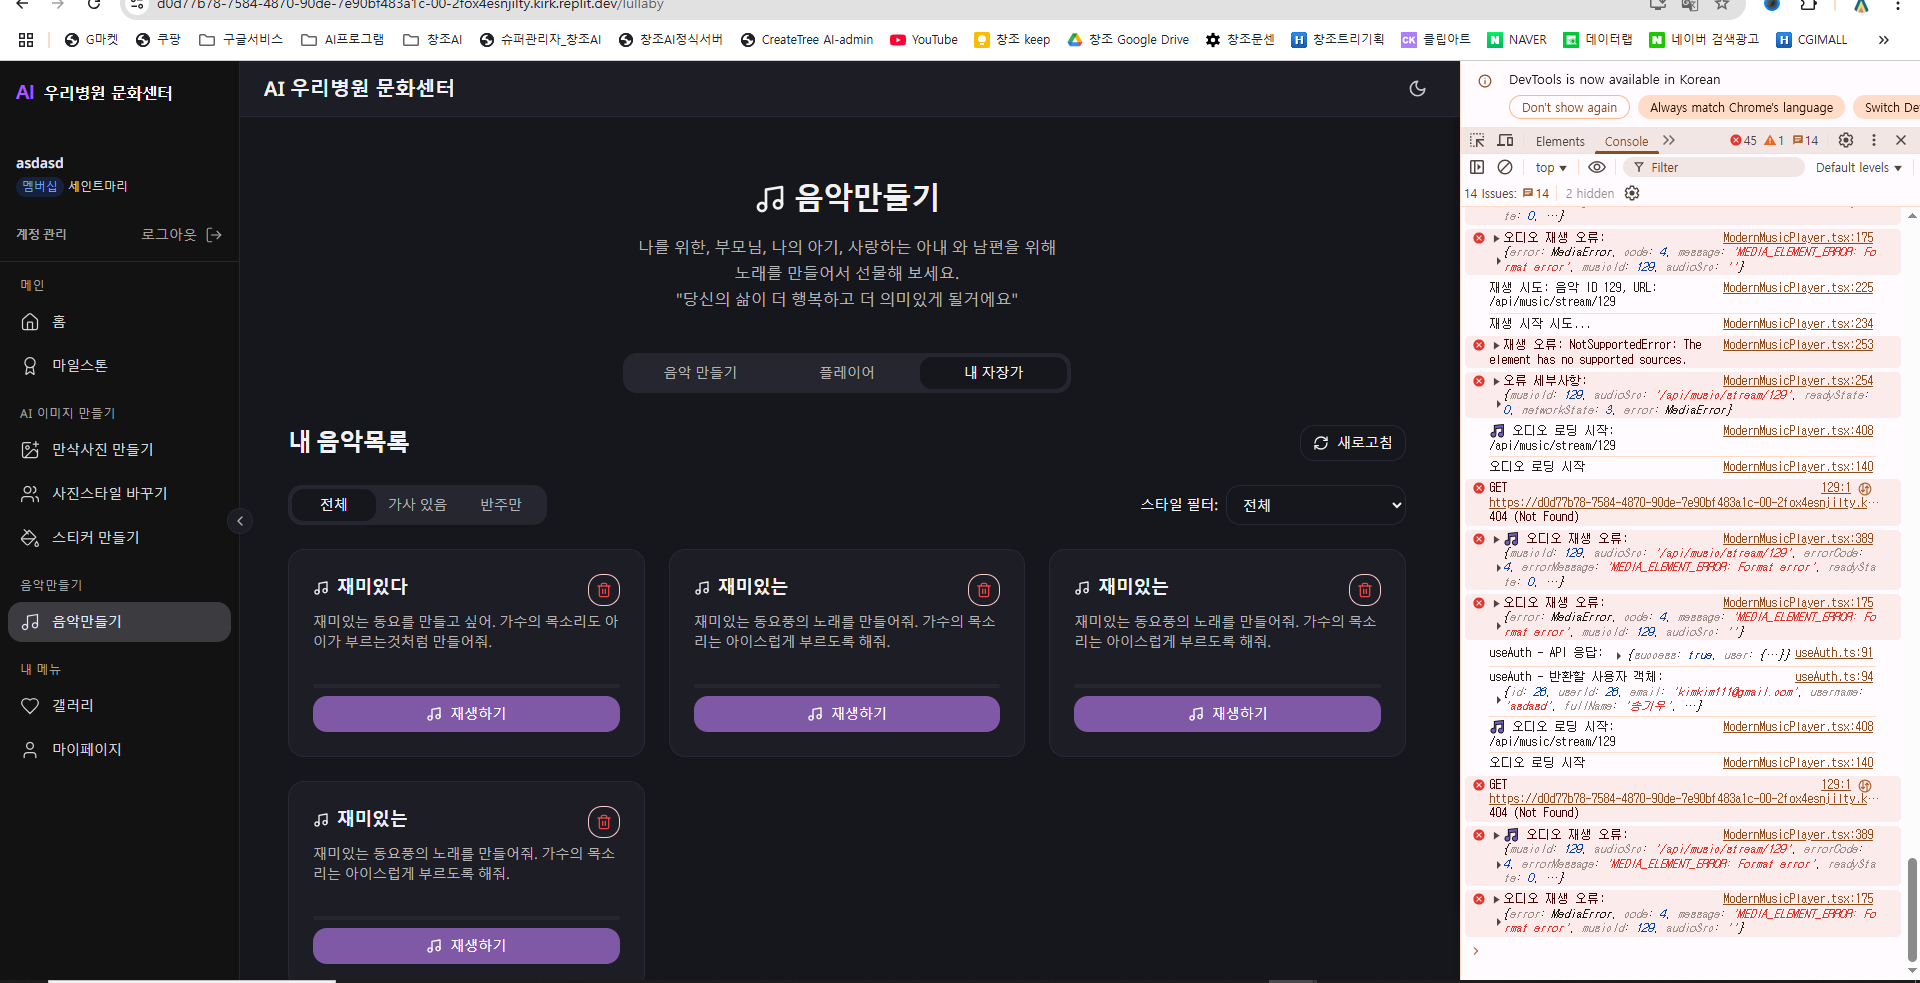 d0d77b78-7584-4870-90de-7e90bf483a1c-00-2fox4esnjilty.kirk.replit.dev/lullaby
G마켓 쿠팡 구글서비스 AI프로그램 창조AI 슈퍼관리자_창조AI 창조AI정식서버 CreateTree AI-admin YouTube 창조 keep 창조 Google Drive 창조문센 창조트리기획 클립아트 NAVER 데이터랩 네이버 검색광고 CGIMALL »
AI 우리병원 문화센터
asdasd
멤버십 세인트마리
계정 관리 로그아웃
메인
홈
마일스톤
AI 이미지 만들기
만삭사진 만들기
사진스타일 바꾸기
스티커 만들기
음악만들기
음악만들기
내 메뉴
갤러리
마이페이지
AI 우리병원 문화센터
음악만들기
나를 위한, 부모님, 나의 아기, 사랑하는 아내 와 남편을 위해
노래를 만들어서 선물해 보세요.
"당신의 삶이 더 행복하고 더 의미있게 될거에요"
음악 만들기 플레이어 내 자장가
내 음악목록 새로고침
전체 가사 있음 반주만 스타일 필터: 전체
재미있다
재미있는 동요를 만들고 싶어. 가수의 목소리도 아
이가 부르는것처럼 만들어줘.
재생하기
재미있는
재미있는 동요풍의 노래를 만들어줘. 가수의 목소
리는 아이스럽게 부르도록 해줘.
재생하기
재미있는
재미있는 동요풍의 노래를 만들어줘. 가수의 목소
리는 아이스럽게 부르도록 해줘.
재생하기
재미있는
재미있는 동요풍의 노래를 만들어줘. 가수의 목소
리는 아이스럽게 부르도록 해줘.
재생하기
DevTools is now available in Korean
Don't show again Always match Chrome's language Switch De
Elements Console 45 1 14
top Filter Default levels
14 Issues: 14 2 hidden
te: 0, …}
오디오 재생 오류: ModernMusicPlayer.tsx:175
{error: MediaError, code: 4, message: 'MEDIA_ELEMENT_ERROR: Fo
rmat error', musicId: 129, audioSrc: ''}
재생 시도: 음악 ID 129, URL: ModernMusicPlayer.tsx:225
/api/music/stream/129
재생 시작 시도... ModernMusicPlayer.tsx:234
재생 오류: NotSupportedError: The ModernMusicPlayer.tsx:253
element has no supported sources.
오류 세부사항: ModernMusicPlayer.tsx:254
{musicId: 129, audioSrc: '/api/music/stream/129', readyState:
0, networkState: 3, error: MediaError}
오디오 로딩 시작: ModernMusicPlayer.tsx:408
/api/music/stream/129
오디오 로딩 시작 ModernMusicPlayer.tsx:140
GET 129:1
https://d0d77b78-7584-4870-90de-7e90bf483a1c-00-2fox4esnjilty.k…
404 (Not Found)
오디오 재생 오류: ModernMusicPlayer.tsx:389
{musicId: 129, audioSrc: '/api/music/stream/129', errorCode:
4, errorMessage: 'MEDIA_ELEMENT_ERROR: Format error', readySta
te: 0, …}
오디오 재생 오류: ModernMusicPlayer.tsx:175
{error: MediaError, code: 4, message: 'MEDIA_ELEMENT_ERROR: Fo
rmat error', musicId: 129, audioSrc: ''}
useAuth - API 응답: {success: true, user: {…}} useAuth.ts:91
useAuth - 반환할 사용자 객체: useAuth.ts:94
{id: 26, userId: 26, email: 'kimkim111@gmail.com', username:
'asdasd', fullName: '송기우', …}
오디오 로딩 시작: ModernMusicPlayer.tsx:408
/api/music/stream/129
오디오 로딩 시작 ModernMusicPlayer.tsx:140
GET 129:1
https://d0d77b78-7584-4870-90de-7e90bf483a1c-00-2fox4esnjilty.k…
404 (Not Found)
오디오 재생 오류: ModernMusicPlayer.tsx:389
{musicId: 129, audioSrc: '/api/music/stream/129', errorCode:
4, errorMessage: 'MEDIA_ELEMENT_ERROR: Format error', readySta
te: 0, …}
오디오 재생 오류: ModernMusicPlayer.tsx:175
{error: MediaError, code: 4, message: 'MEDIA_ELEMENT_ERROR: Fo
rmat error', musicId: 129, audioSrc: ''}